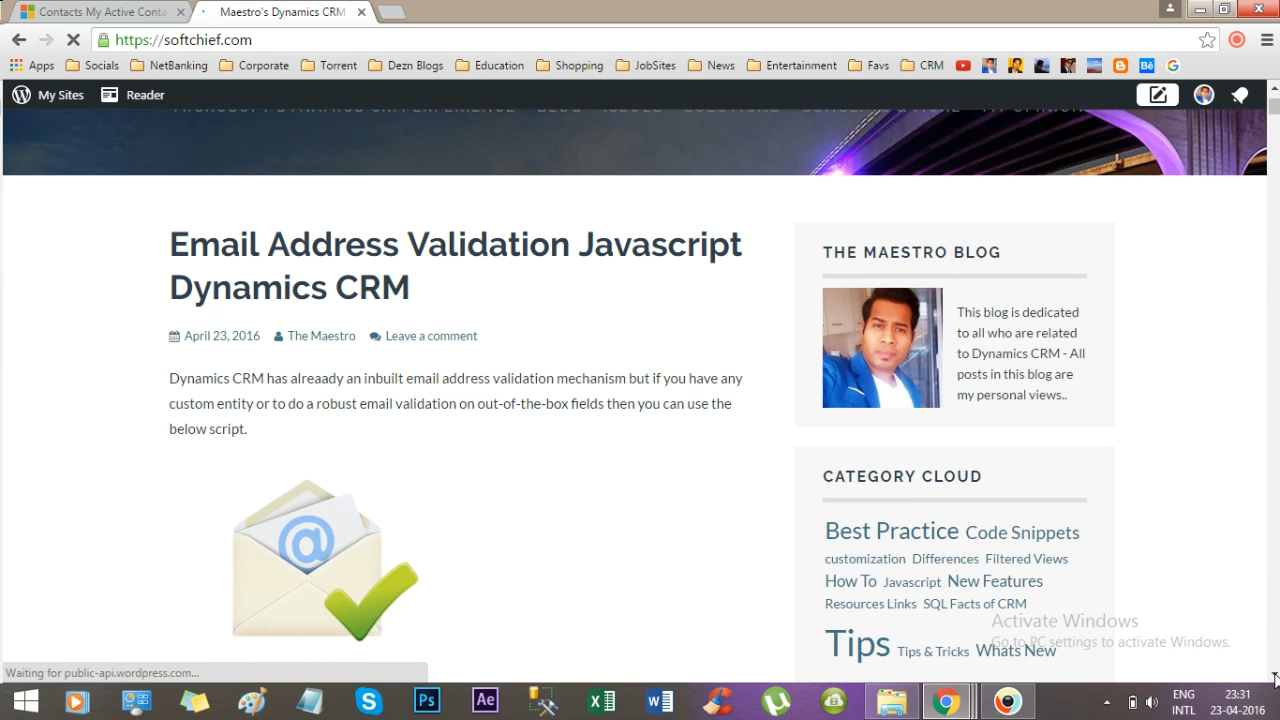 Contacts My Active Conta
Maestro's Dynamics CRM
https://softchief.com
Apps Socials NetBanking Corporate Torrent Dezn Blogs Education Shopping JobSites News Entertainment Favs CRM Bē G
My Sites Reader
Email Address Validation Javascript
Dynamics CRM
April 23, 2016 The Maestro Leave a comment
Dynamics CRM has alreaady an inbuilt email address validation mechanism but if you have any
custom entity or to do a robust email validation on out-of-the-box fields then you can use the
below script.
@
THE MAESTRO BLOG
This blog is dedicated
to all who are related
to Dynamics CRM - All
posts in this blog are
my personal views..
CATEGORY CLOUD
Best Practice Code Snippets
customization Differences Filtered Views
How To Javascript New Features
Resources Links SQL Facts of CRM
Tips Tips & Tricks Whats New
Activate Windows
Go to PC settings to activate Windows.
Waiting for public-api.wordpress.com...
Ps Ae
ENG 23:31
INTL 23-04-2016